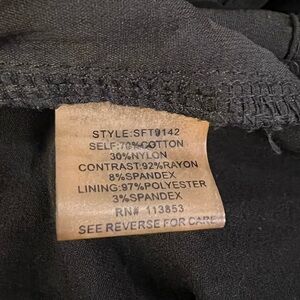 STYLE:SFT9142
SELF:70%COTTON
30%NYLON
CONTRAST:92%RAYON
8%SPANDEX
LINING:97%POLYESTER
3%SPANDEX
RN# 113853
SEE REVERSE FOR CARE